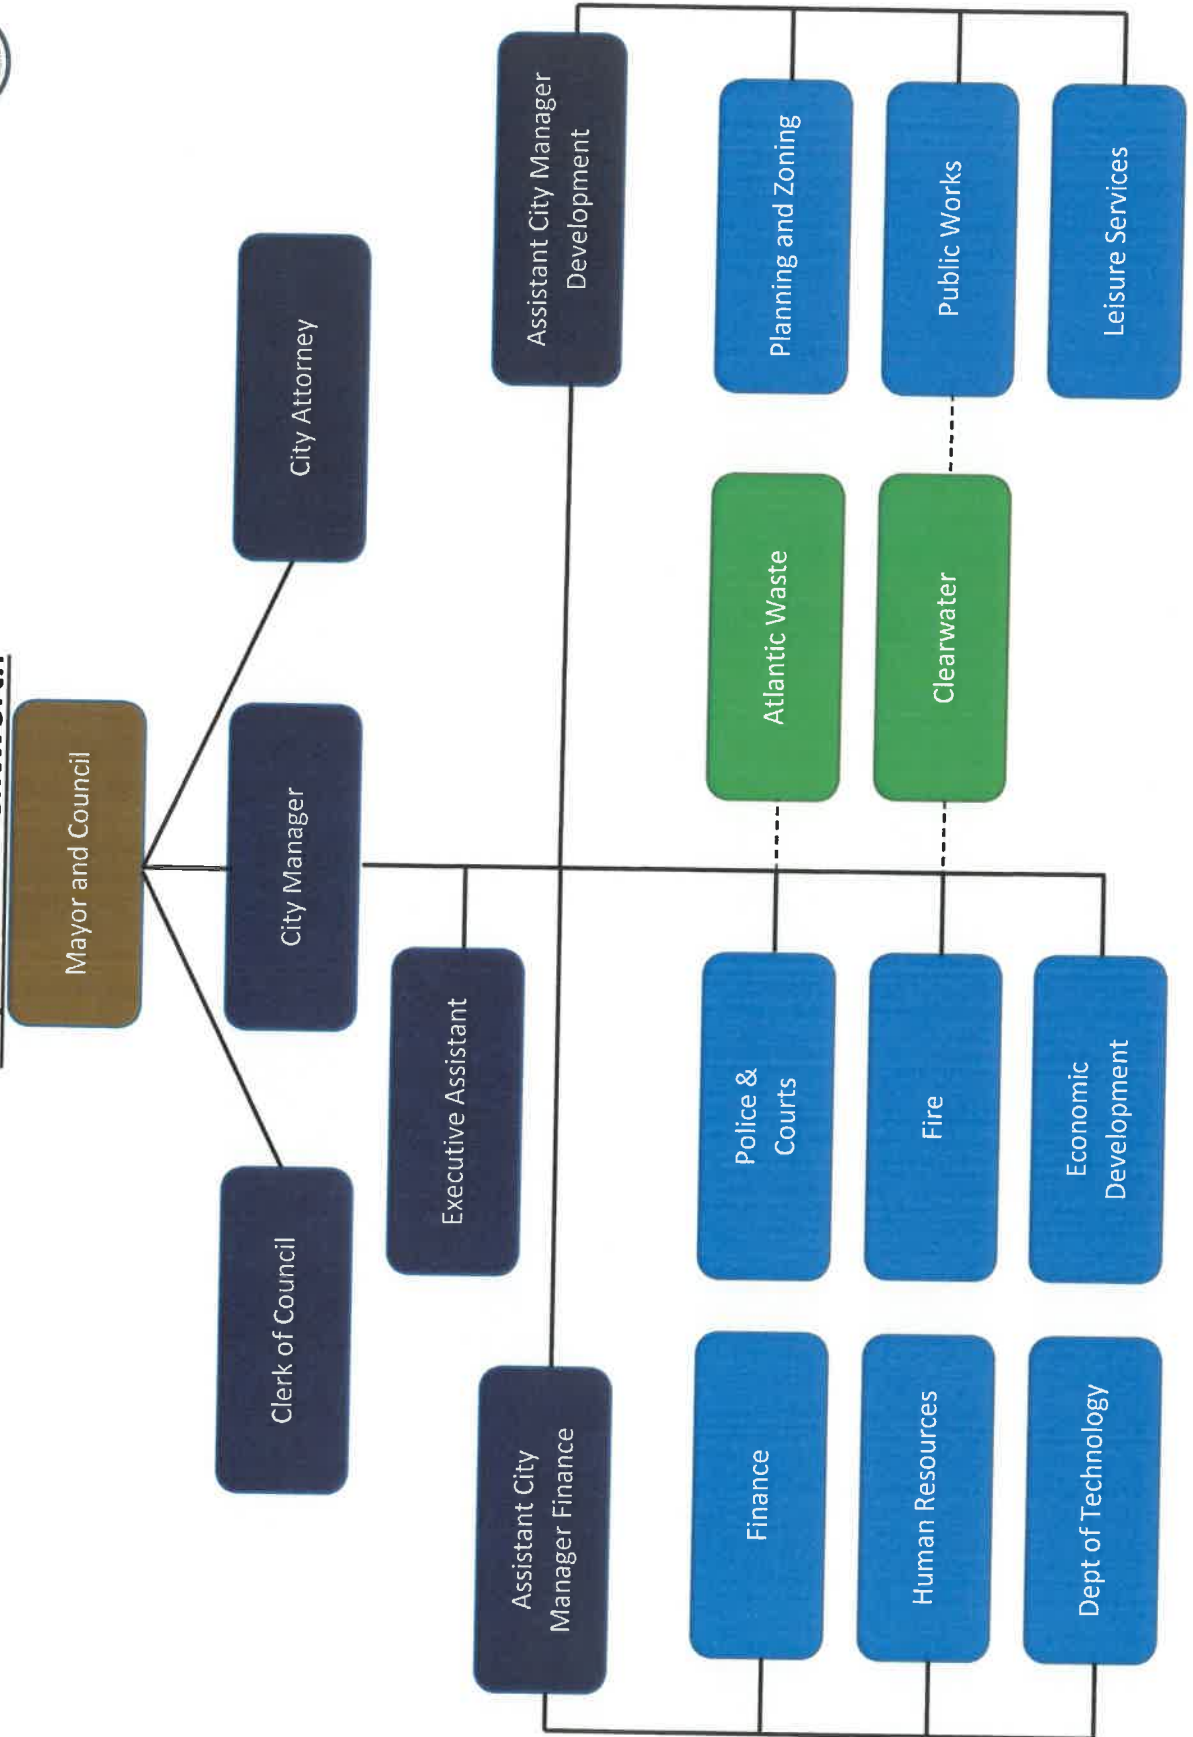 Mayor and Council
Clerk of Council
City Manager
City Attorney
Executive Assistant
Assistant City
Manager Finance
Assistant City Manager
Development
Finance
Police &
Courts
Atlantic Waste
Planning and Zoning
Human Resources
Fire
Clearwater
Public Works
Dept of Technology
Economic
Development
Leisure Services